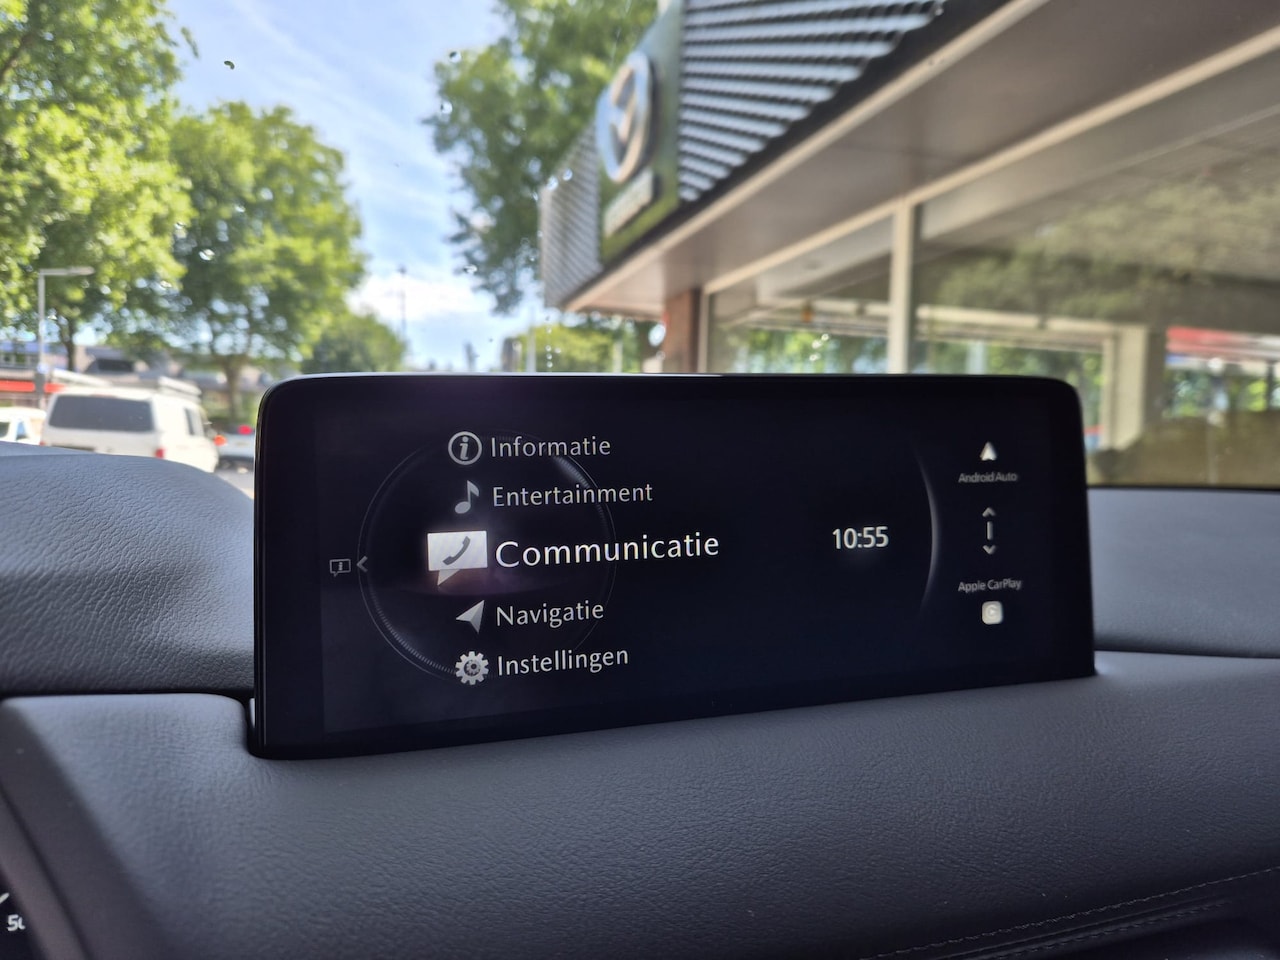 Informatie
Entertainment
Communicatie
Navigatie
Instellingen
10:55
Android Auto
Apple CarPlay